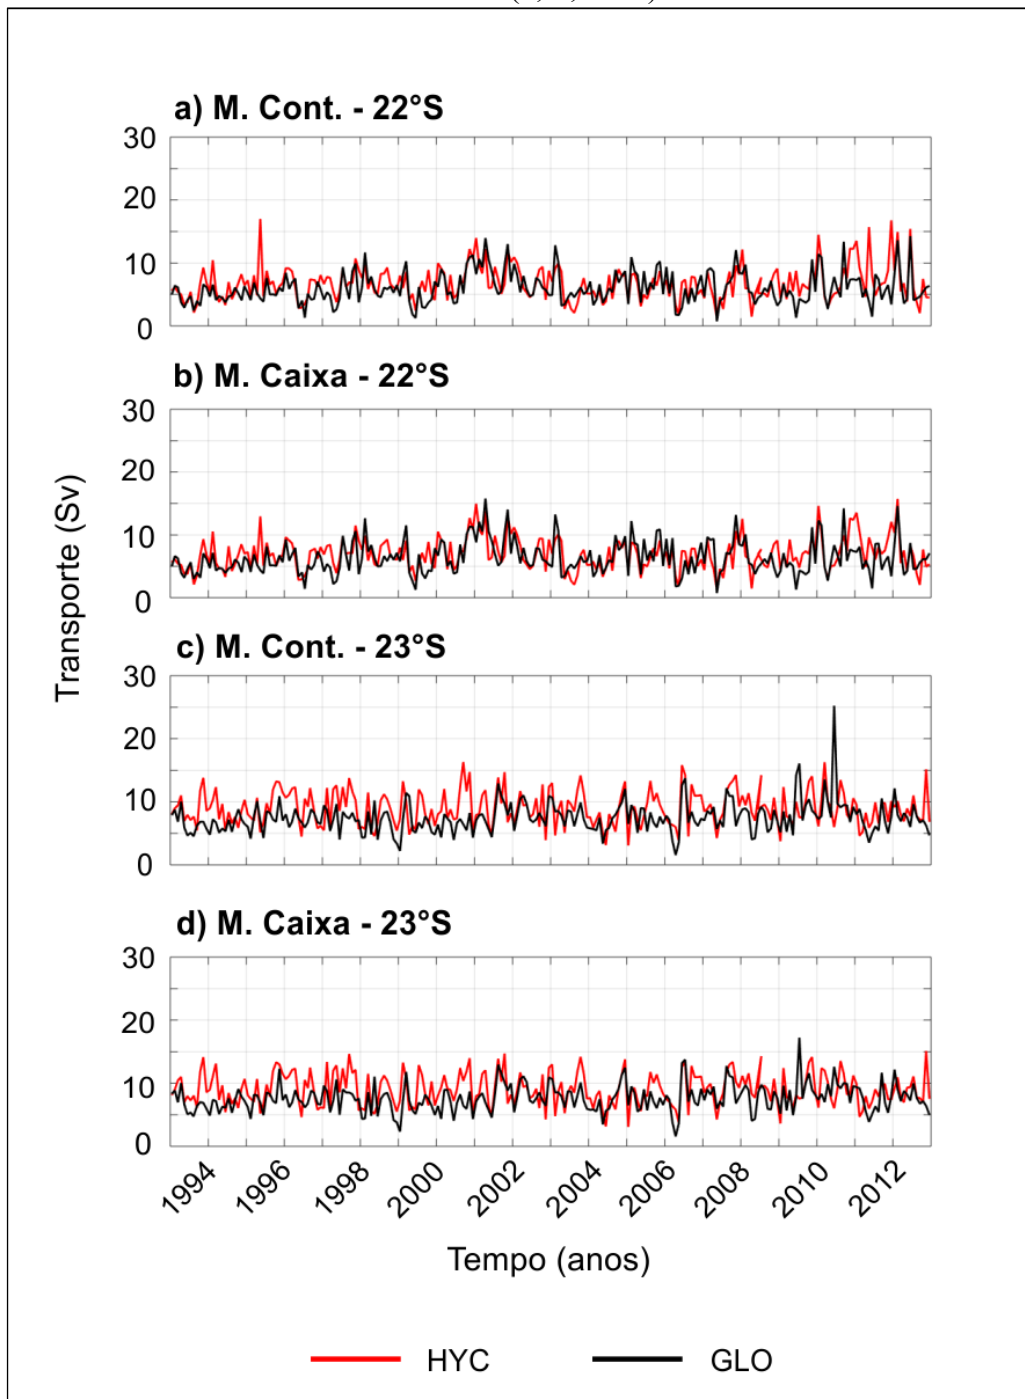 a) M. Cont. - 22°S
30
20
10
0
b) M. Caixa - 22°S
30
20
10
0
Transporte (Sv)
c) M. Cont. - 23°S
30
20
10
0
d) M. Caixa - 23°S
30
20
10
0
1994 1996 1998 2000 2002 2004 2006 2008 2010 2012
Tempo (anos)
HYC GLO